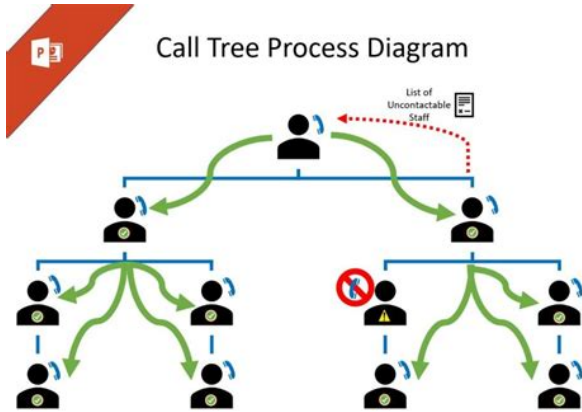 P
Call Tree Process Diagram
List of
Uncontactable
Staff